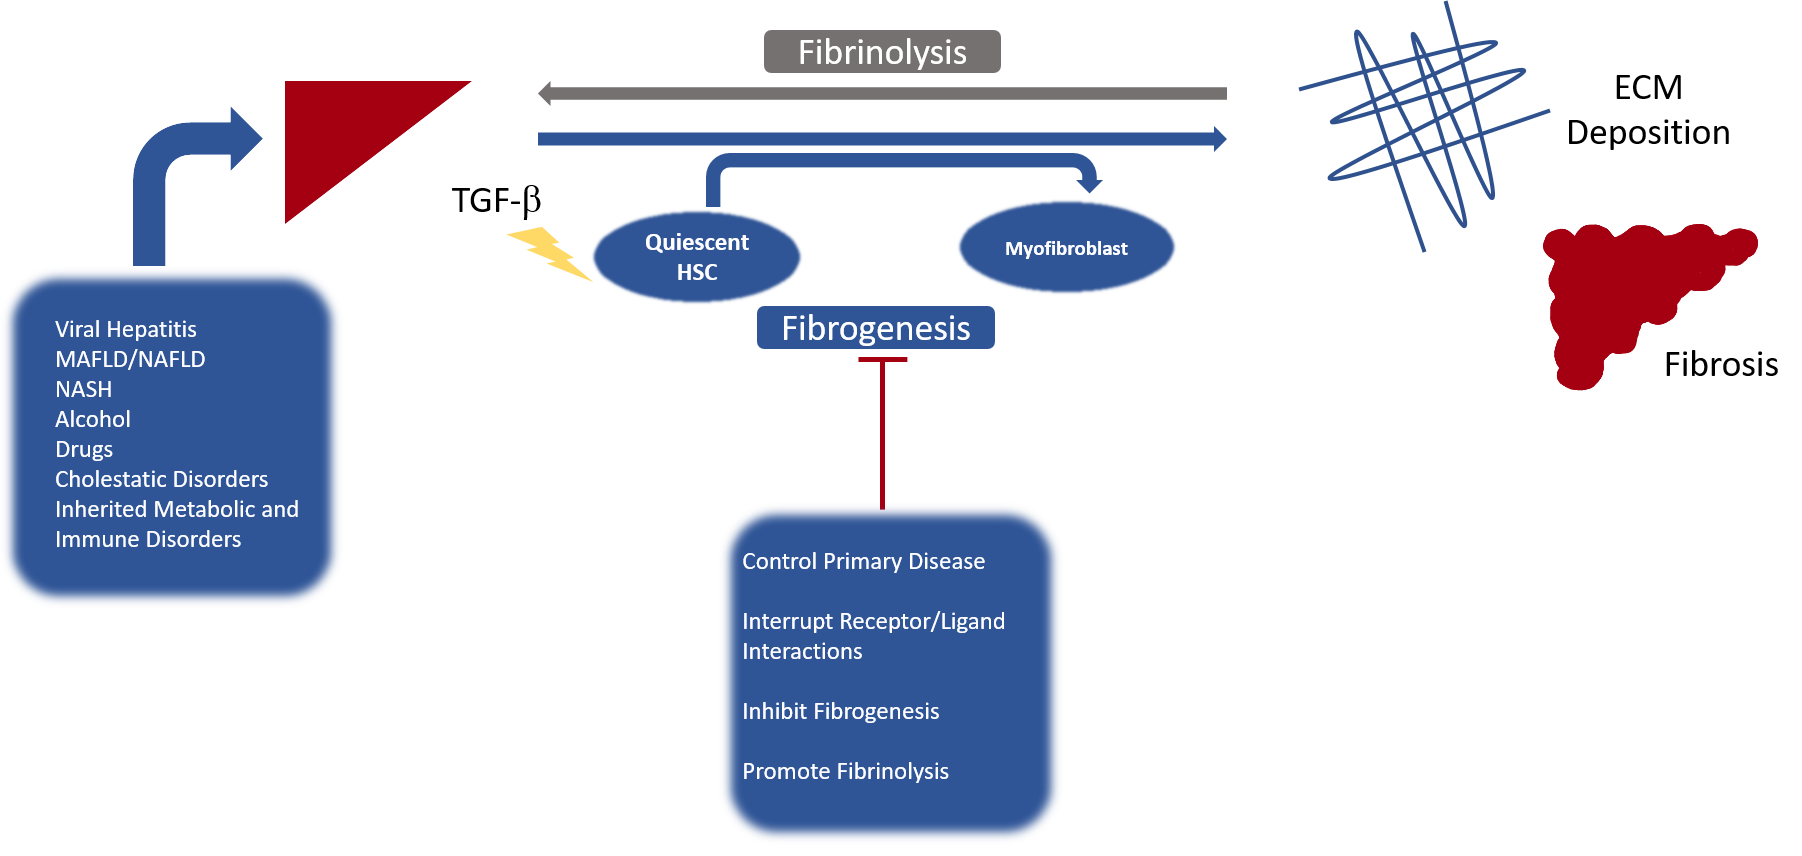 Fibrinolysis
ECM
Deposition
TGF-β
Quiescent
HSC
Myofibroblast
Fibrogenesis
Fibrosis
Viral Hepatitis
MAFLD/NAFLD
NASH
Alcohol
Drugs
Cholestatic Disorders
Inherited Metabolic and
Immune Disorders
Control Primary Disease
Interrupt Receptor/Ligand
Interactions
Inhibit Fibrogenesis
Promote Fibrinolysis